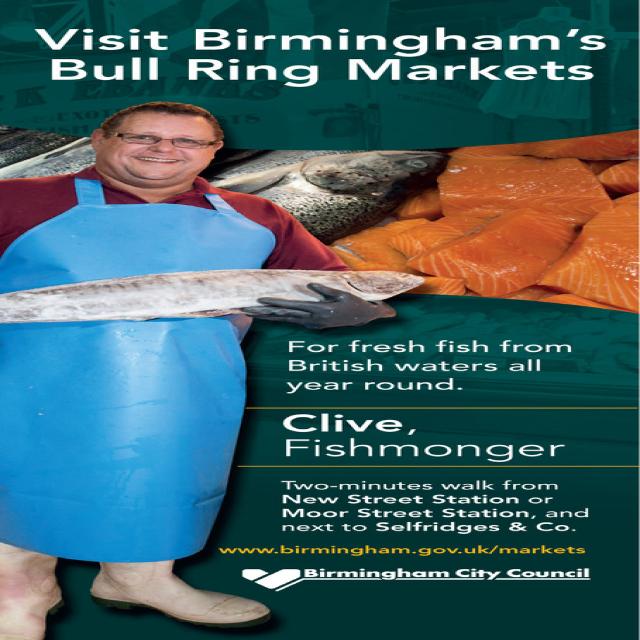 Visit Birmingham's
Bull Ring Markets
For fresh fish from
British waters all
year round.
Clive,
Fishmonger
Two-minutes walk from
New Street Station or
Moor Street Station, and
next to Selfridges & Co.
www.birmingham.gov.uk/markets
Birmingham City Council